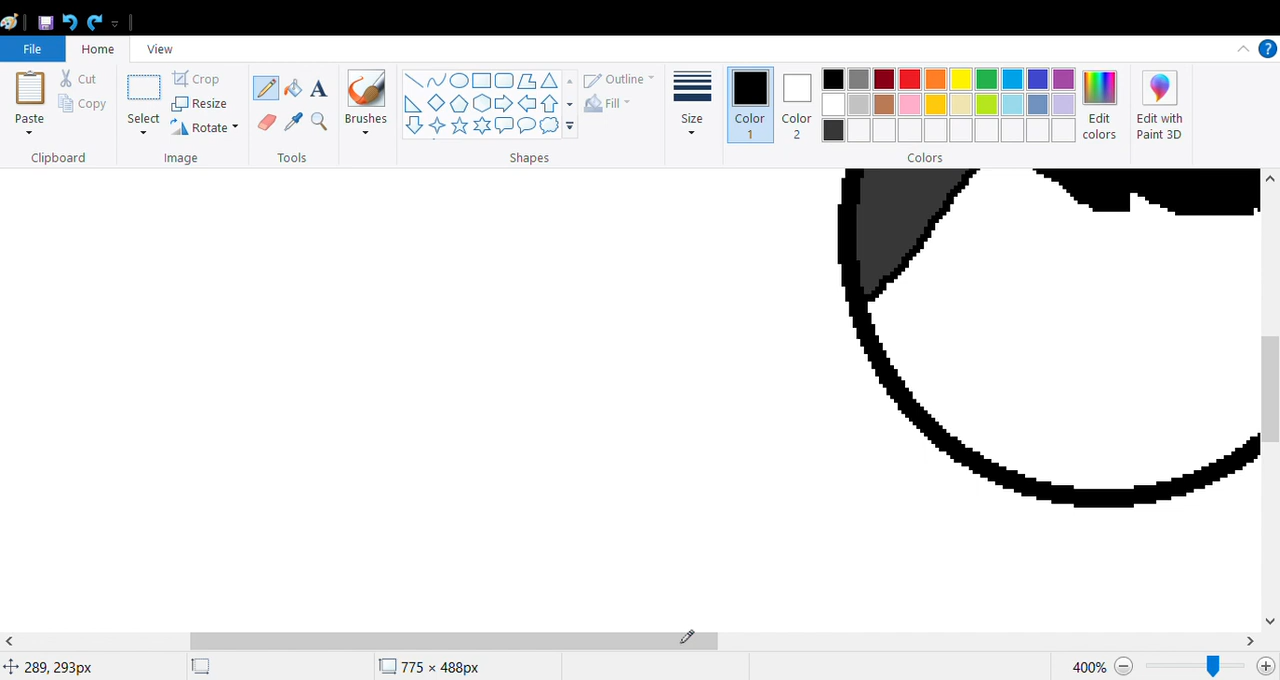 File Home View ?
Cut Crop Outline
Copy Resize Fill
Paste Select Rotate A Brushes Size Color 1 Color 2 Edit colors Edit with Paint 3D
Clipboard Image Tools Shapes Colors
289, 293px 775 × 488px 400%